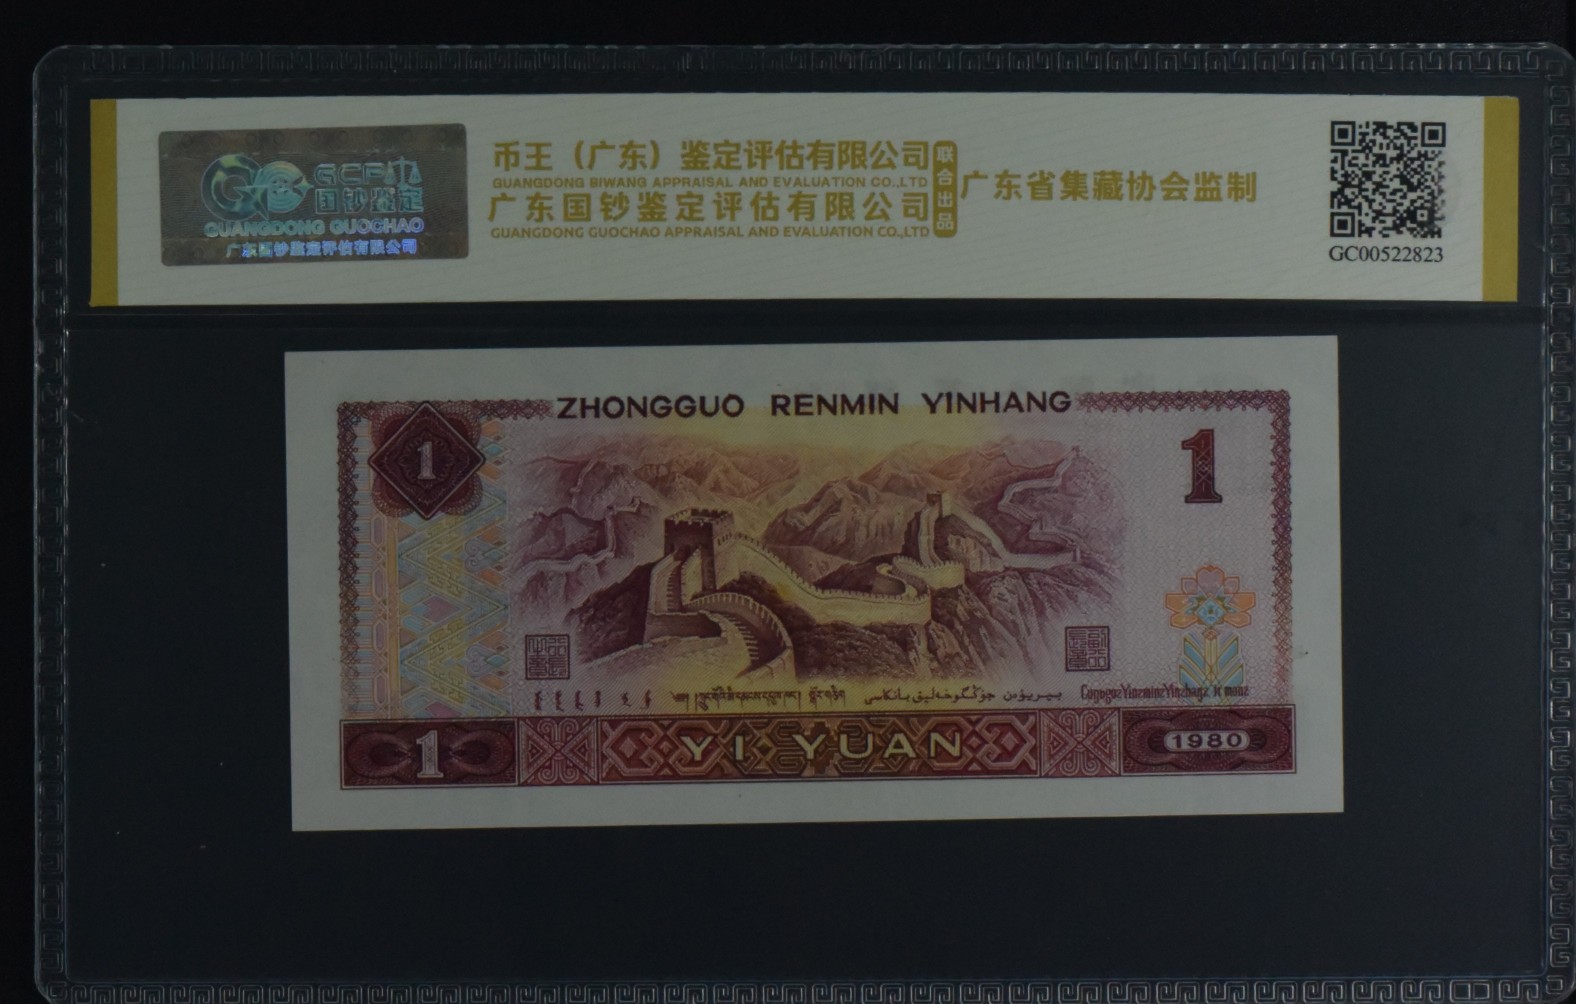 GCF
国钞鉴定
GUANGDONG GUOCHAO
广东国钞鉴定评估有限公司
币王（广东）鉴定评估有限公司
GUANGDONG BIWANG APPRAISAL AND EVALUATION CO.,LTD
广东国钞鉴定评估有限公司
GUANGDONG GUOCHAO APPRAISAL AND EVALUATION CO.,LTD
联合出品
广东省集藏协会监制
GC00522823
ZHONGGUO RENMIN YINHANG
1
1
1
YI YUAN
1980